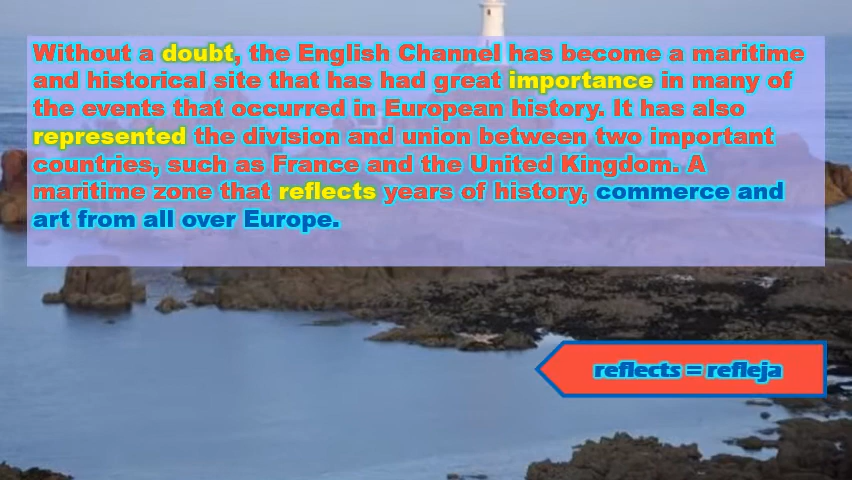 Without a doubt, the English Channel has become a maritime
and historical site that has had great importance in many of
the events that occurred in European history. It has also
represented the division and union between two important
countries, such as France and the United Kingdom. A
maritime zone that reflects years of history, commerce and
art from all over Europe.
reflects = refleja